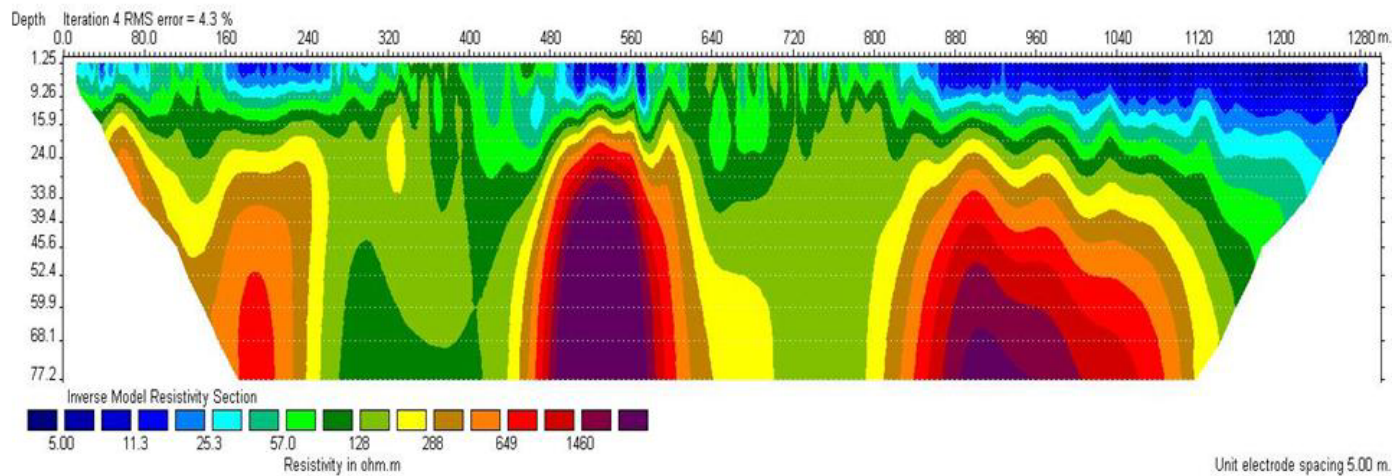 Depth Iteration 4 RMS error = 4.3 %
0.0 80.0 160 240 320 400 480 560 640 720 800 880 960 1040 1120 1200 1280 m.
1.25
9.26
15.9
24.0
33.8
39.4
45.6
52.4
59.9
68.1
77.2
Inverse Model Resistivity Section
5.00 11.3 25.3 57.0 128 288 649 1460
Resistivity in ohm.m
Unit electrode spacing 5.00 m.